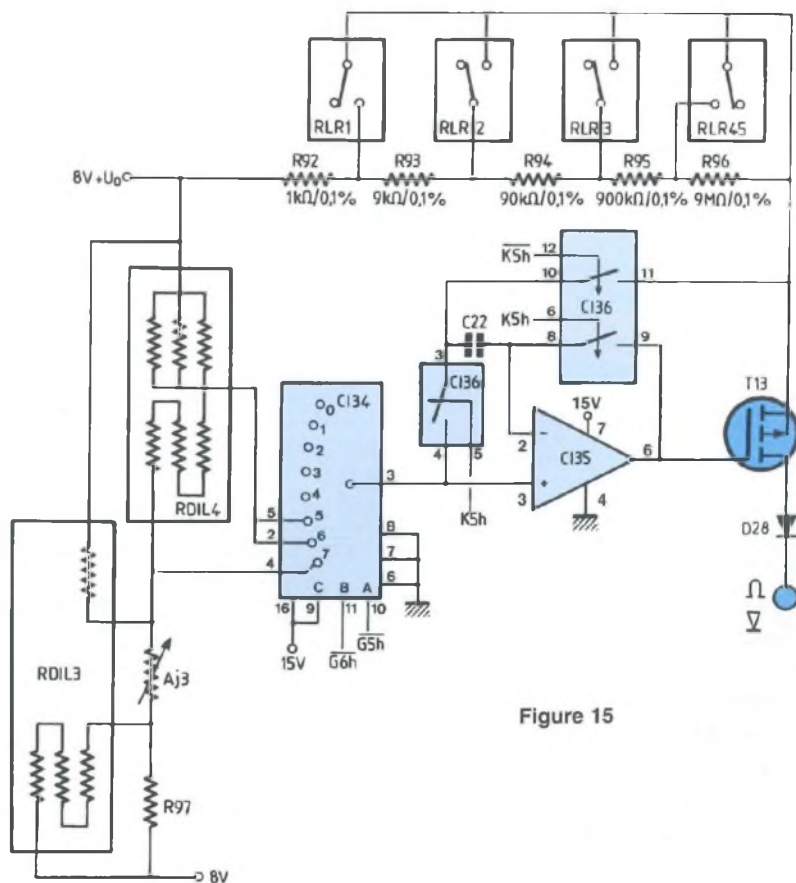 RLR1
RLR2
RLR3
RLR45
8V+U₀
R92
1kΩ/0,1%
R93
9kΩ/0,1%
R94
90kΩ/0,1%
R95
900kΩ/0,1%
R96
9MΩ/0,1%
K5h
12
10
11
K5h
6
CI36
8
9
C22
3
CI36
4
5
K5h
CI34
0
1
2
3
4
5
6
7
3
5
2
4
8
7
6
C B A
16
9
11
10
15V
G6h
G5h
15V
7
2
CI35
6
3
4
T13
D28
Ω
RDIL4
RDIL3
Aj3
R97
8V
Figure 15